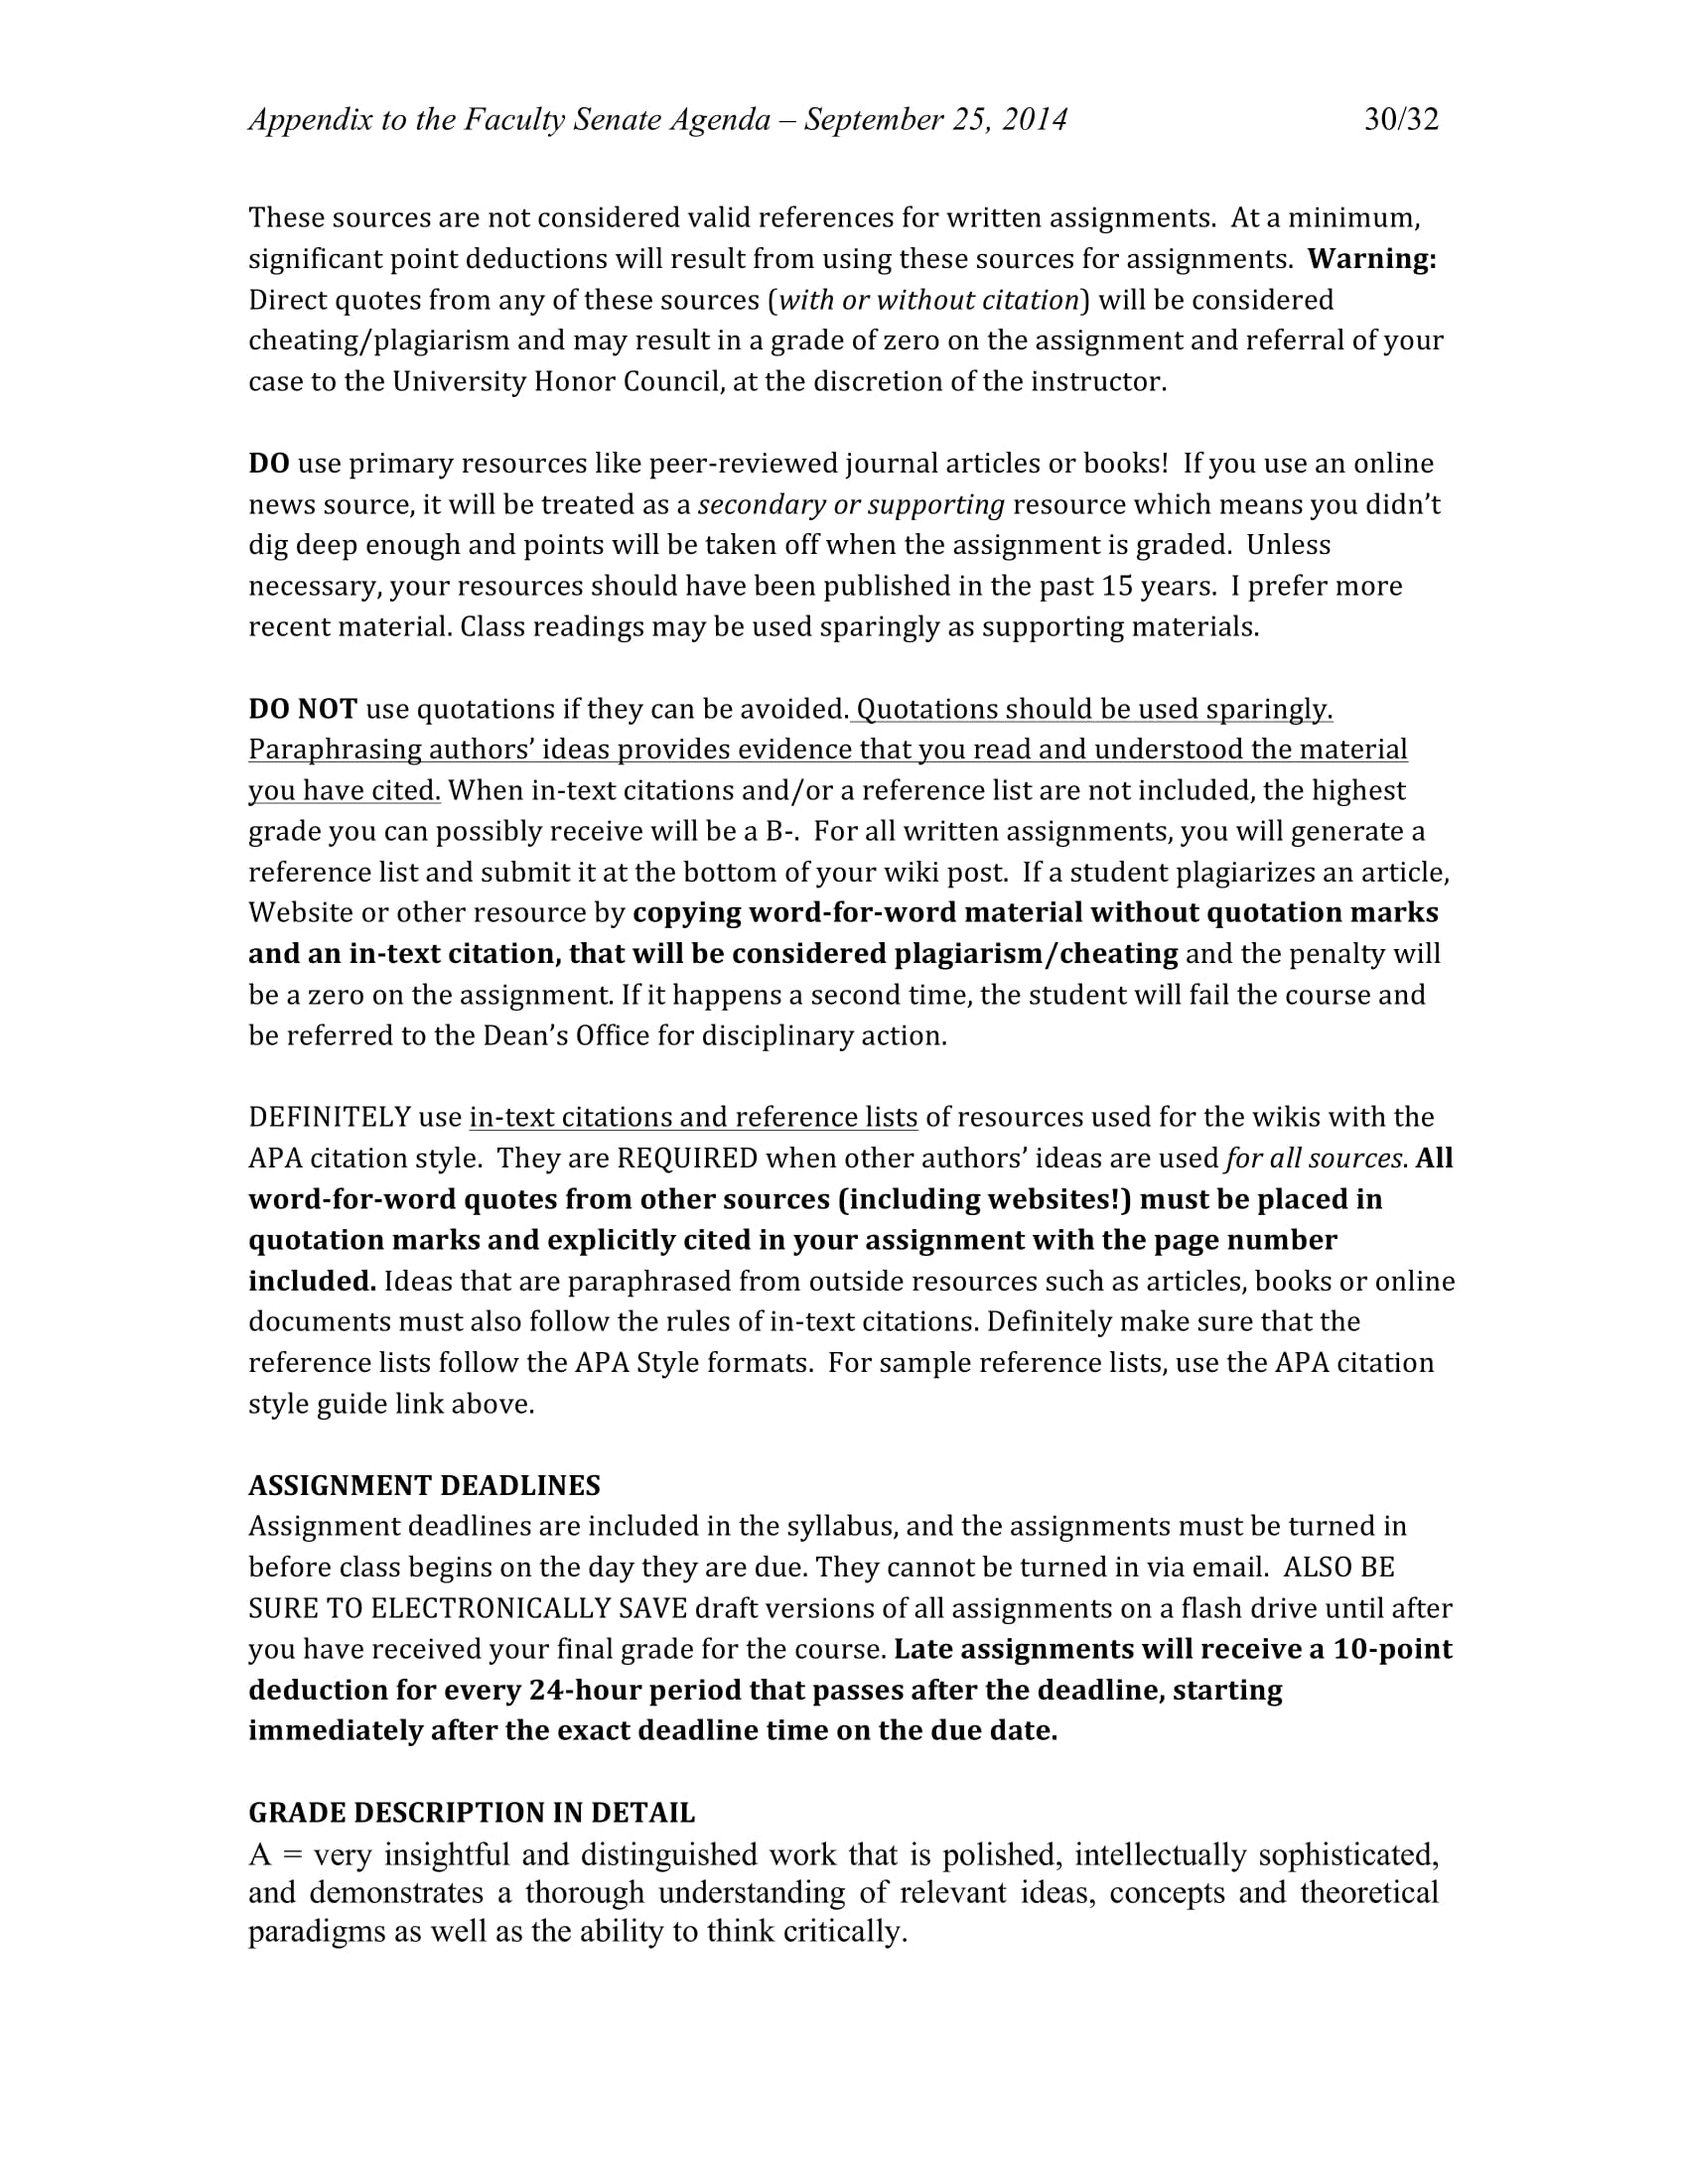 Appendix to the Faculty Senate Agenda – September 25, 2014 30/32
These sources are not considered valid references for written assignments.  At a minimum,
significant point deductions will result from using these sources for assignments.  Warning:
Direct quotes from any of these sources (with or without citation) will be considered
cheating/plagiarism and may result in a grade of zero on the assignment and referral of your
case to the University Honor Council, at the discretion of the instructor.
DO use primary resources like peer-reviewed journal articles or books!  If you use an online
news source, it will be treated as a secondary or supporting resource which means you didn’t
dig deep enough and points will be taken off when the assignment is graded.  Unless
necessary, your resources should have been published in the past 15 years.  I prefer more
recent material. Class readings may be used sparingly as supporting materials.
DO NOT use quotations if they can be avoided. Quotations should be used sparingly.
Paraphrasing authors’ ideas provides evidence that you read and understood the material
you have cited. When in-text citations and/or a reference list are not included, the highest
grade you can possibly receive will be a B-.  For all written assignments, you will generate a
reference list and submit it at the bottom of your wiki post.  If a student plagiarizes an article,
Website or other resource by copying word-for-word material without quotation marks
and an in-text citation, that will be considered plagiarism/cheating and the penalty will
be a zero on the assignment. If it happens a second time, the student will fail the course and
be referred to the Dean’s Office for disciplinary action.
DEFINITELY use in-text citations and reference lists of resources used for the wikis with the
APA citation style.  They are REQUIRED when other authors’ ideas are used for all sources. All
word-for-word quotes from other sources (including websites!) must be placed in
quotation marks and explicitly cited in your assignment with the page number
included. Ideas that are paraphrased from outside resources such as articles, books or online
documents must also follow the rules of in-text citations. Definitely make sure that the
reference lists follow the APA Style formats.  For sample reference lists, use the APA citation
style guide link above.
ASSIGNMENT DEADLINES
Assignment deadlines are included in the syllabus, and the assignments must be turned in
before class begins on the day they are due. They cannot be turned in via email.  ALSO BE
SURE TO ELECTRONICALLY SAVE draft versions of all assignments on a flash drive until after
you have received your final grade for the course. Late assignments will receive a 10-point
deduction for every 24-hour period that passes after the deadline, starting
immediately after the exact deadline time on the due date.
GRADE DESCRIPTION IN DETAIL
A = very insightful and distinguished work that is polished, intellectually sophisticated,
and demonstrates a thorough understanding of relevant ideas, concepts and theoretical
paradigms as well as the ability to think critically.